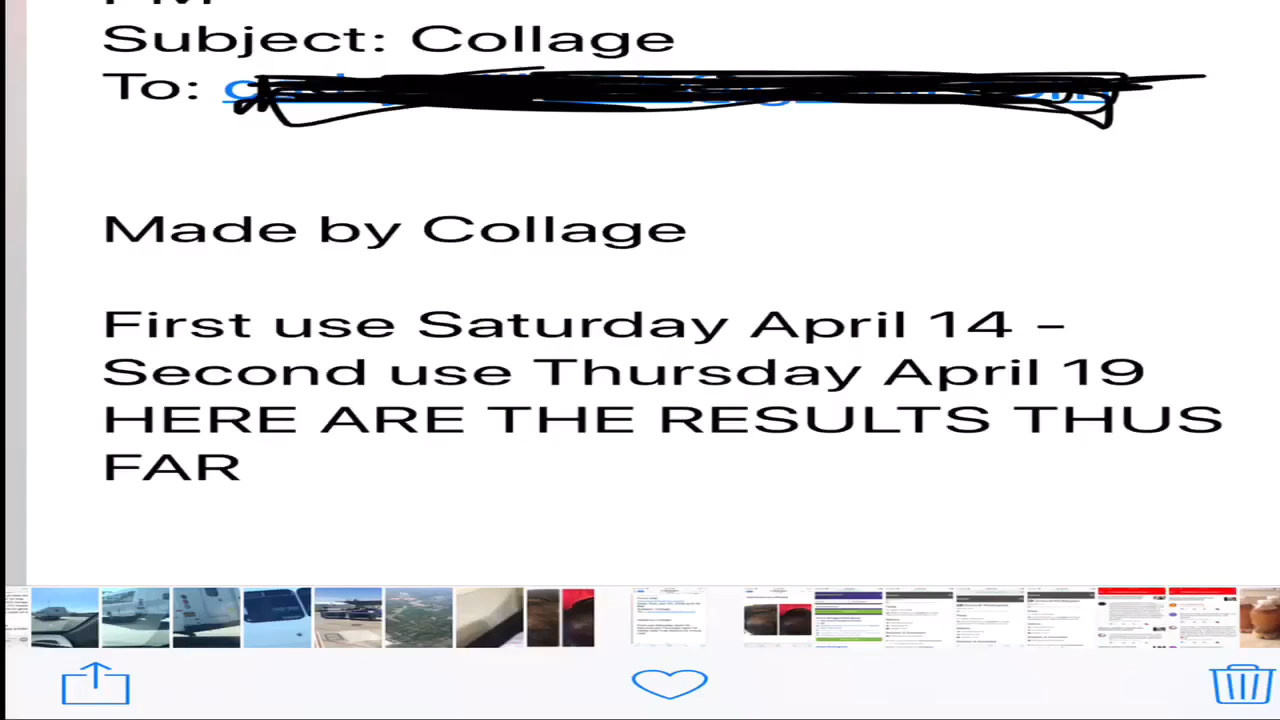 Subject: Collage
To:
Made by Collage
First use Saturday April 14 -
Second use Thursday April 19
HERE ARE THE RESULTS THUS
FAR